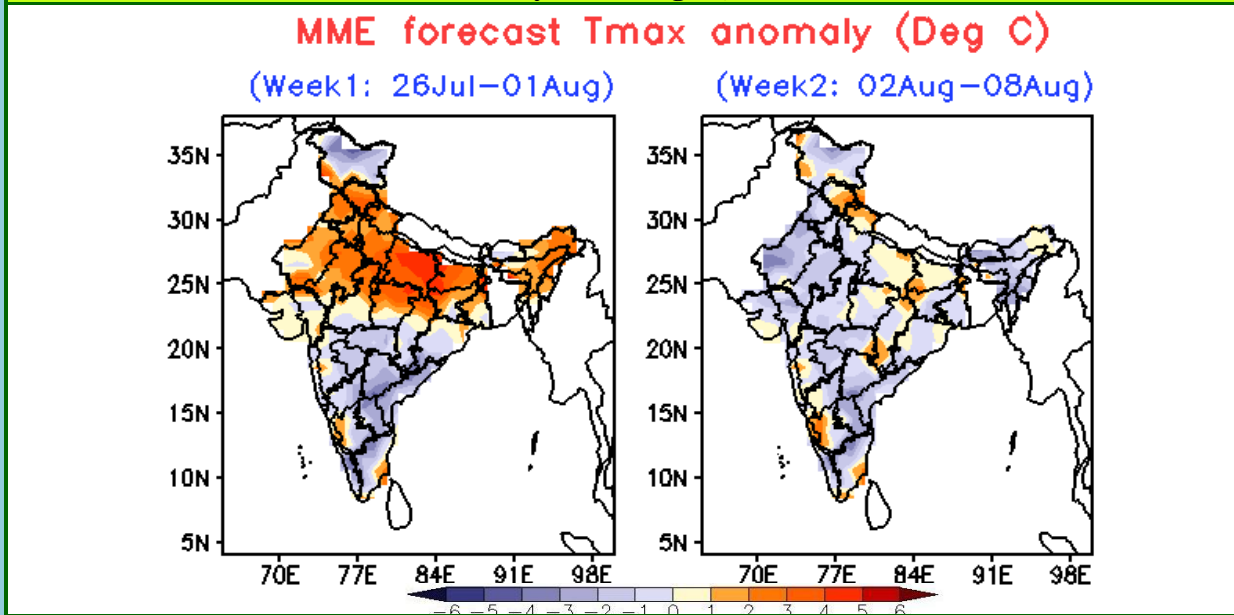 MME forecast Tmax anomaly (Deg C)
(Week1: 26Jul–01Aug) (Week2: 02Aug–08Aug)
35N 35N
30N 30N
25N 25N
20N 20N
15N 15N
10N 10N
5N 5N
70E 77E 84E 91E 98E 70E 77E 84E 91E 98E
-6 -5 -4 -3 -2 -1 0 1 2 3 4 5 6